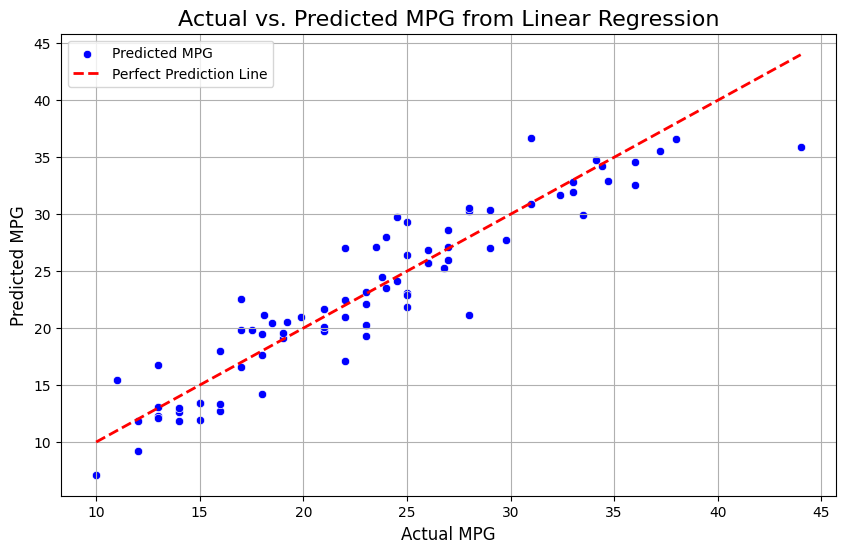 Actual vs. Predicted MPG from Linear Regression
Predicted MPG
Perfect Prediction Line
45
40
35
30
25
20
15
10
Predicted MPG
10 15 20 25 30 35 40 45
Actual MPG